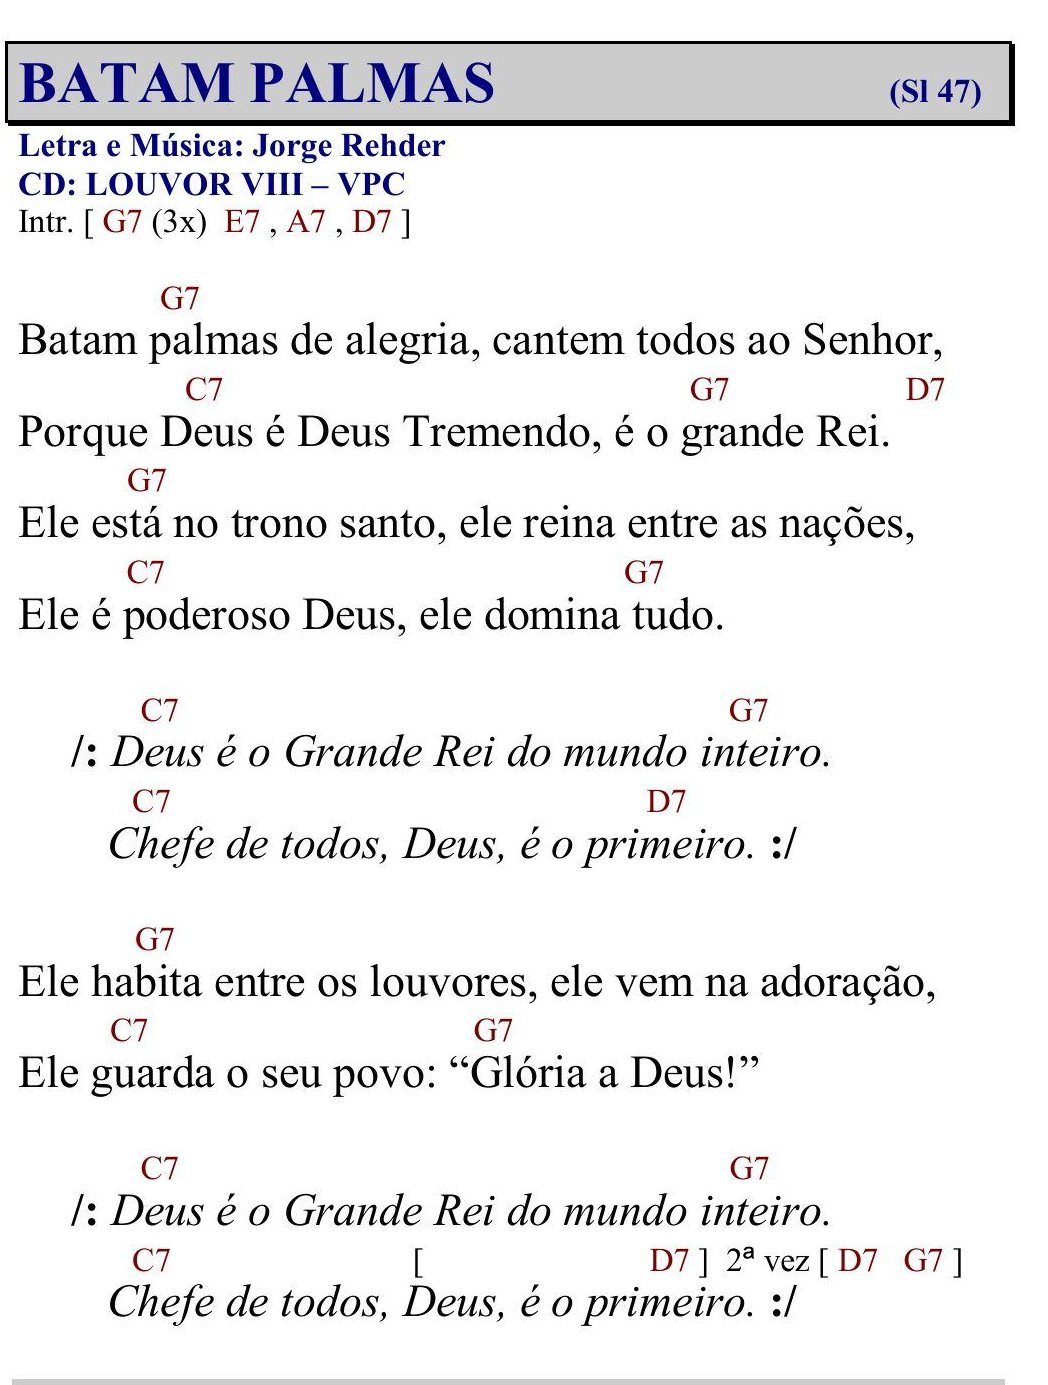 BATAM PALMAS (Sl 47)
Letra e Música: Jorge Rehder
CD: LOUVOR VIII – VPC
Intr. [ G7 (3x) E7 , A7 , D7 ]
G7
Batam palmas de alegria, cantem todos ao Senhor,
C7 G7 D7
Porque Deus é Deus Tremendo, é o grande Rei.
G7
Ele está no trono santo, ele reina entre as nações,
C7 G7
Ele é poderoso Deus, ele domina tudo.
C7 G7
/: Deus é o Grande Rei do mundo inteiro.
C7 D7
Chefe de todos, Deus, é o primeiro. :/
G7
Ele habita entre os louvores, ele vem na adoração,
C7 G7
Ele guarda o seu povo: “Glória a Deus!”
C7 G7
/: Deus é o Grande Rei do mundo inteiro.
C7 [ D7 ] 2ª vez [ D7 G7 ]
Chefe de todos, Deus, é o primeiro. :/